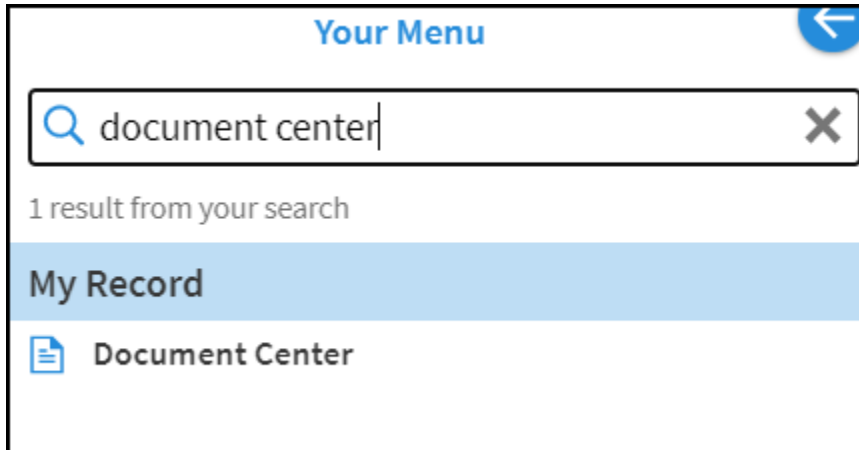 Your Menu
document center
1 result from your search
My Record
Document Center